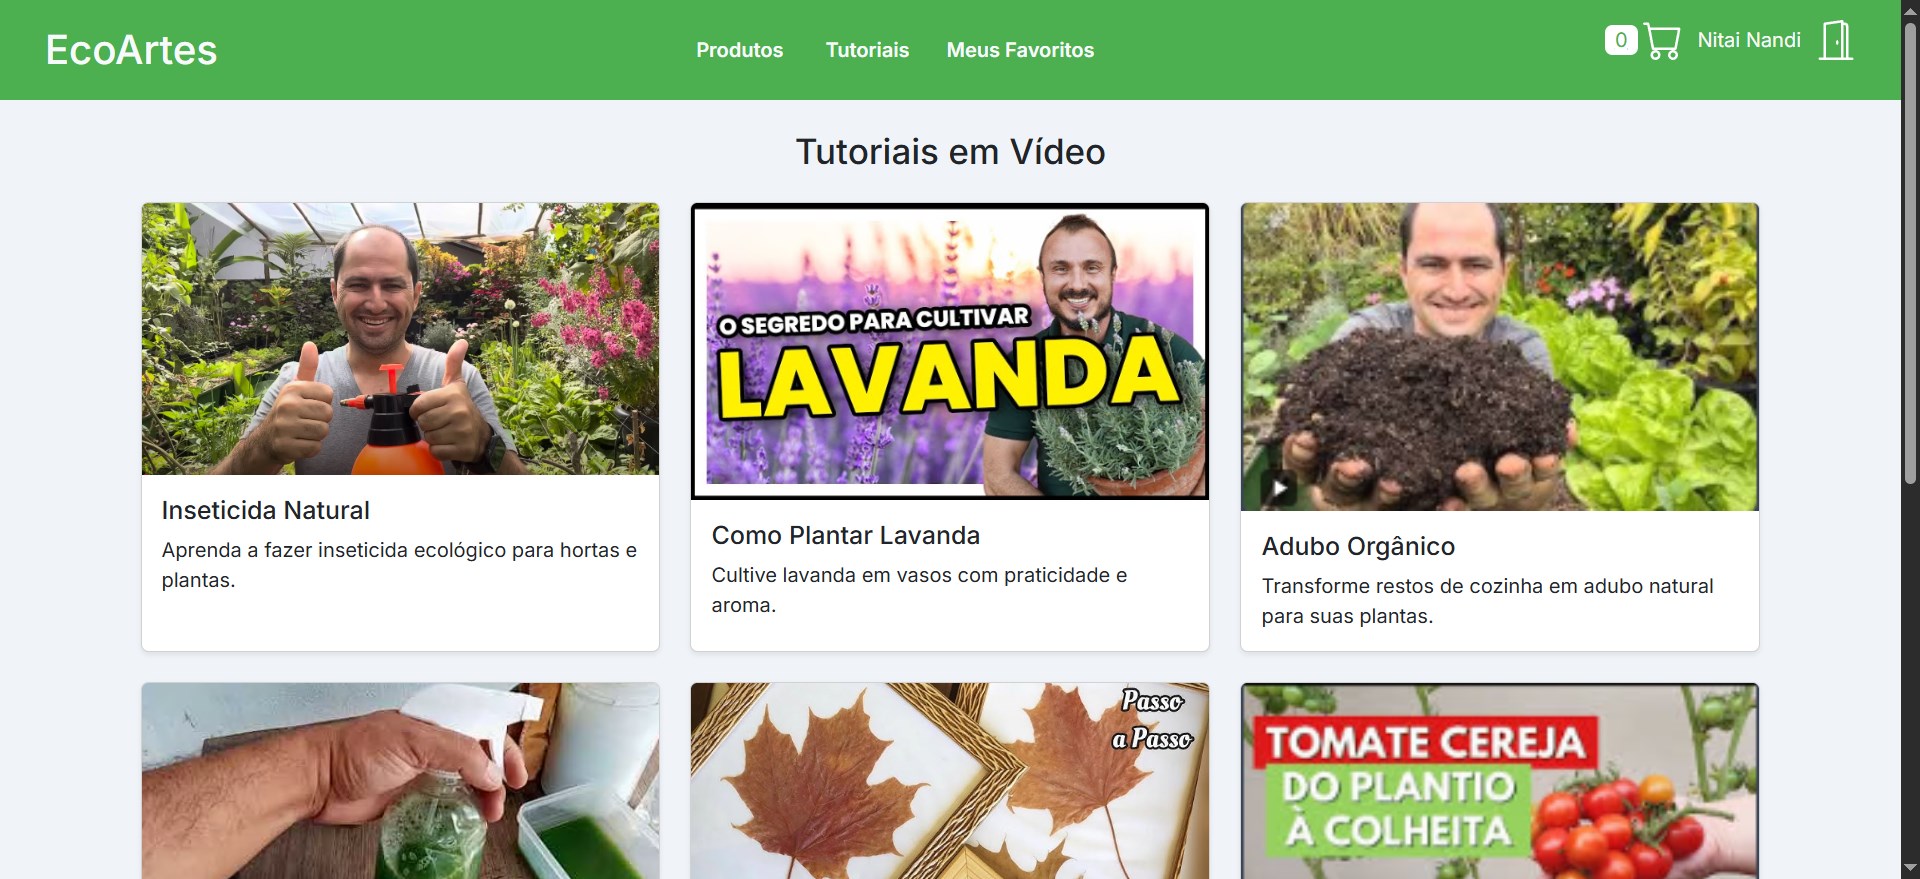 EcoArtes
Produtos
Tutoriais
Meus Favoritos
0
Nitai Nandi
Tutoriais em Vídeo
O SEGREDO PARA CULTIVAR
LAVANDA
Inseticida Natural
Aprenda a fazer inseticida ecológico para hortas e
plantas.
Como Plantar Lavanda
Cultive lavanda em vasos com praticidade e
aroma.
Adubo Orgânico
Transforme restos de cozinha em adubo natural
para suas plantas.
Passo
a Passo
TOMATE CEREJA
DO PLANTIO
À COLHEITA